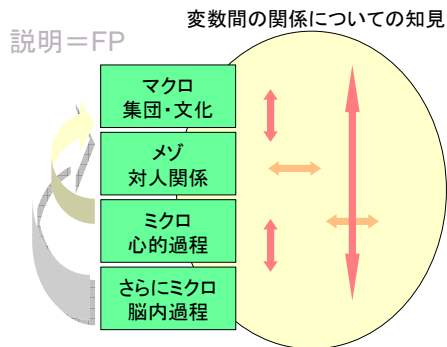 変数間の関係についての知見
説明＝FP
マクロ
集団・文化
メゾ
対人関係
ミクロ
心的過程
さらにミクロ
脳内過程